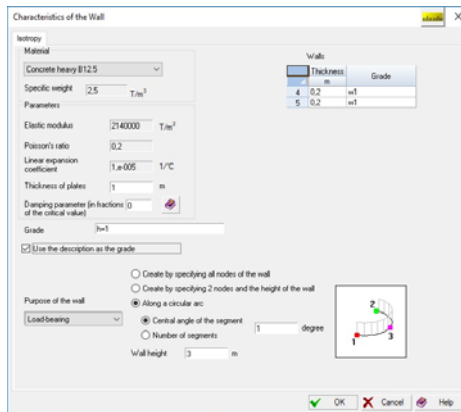 Characteristics of the Wall
Isotropy
Material
Concrete heavy B12.5
Specific weight 2,5 T/m³
Parameters
Elastic modulus 2140000 T/m²
Poisson's ratio 0,2
Linear expansion coefficient 1,e-005 1/°C
Thickness of plates 1 m
Damping parameter (in fractions of the critical value) 0
Grade h=1
Use the description as the grade
Walls
Thickness m Grade
4 0,2 =1
5 0,2 =1
Purpose of the wall
Load-bearing
Create by specifying all nodes of the wall
Create by specifying 2 nodes and the height of the wall
Along a circular arc
Central angle of the segment 1 degree
Number of segments
Wall height 3 m
1 2 3
OK Cancel Help